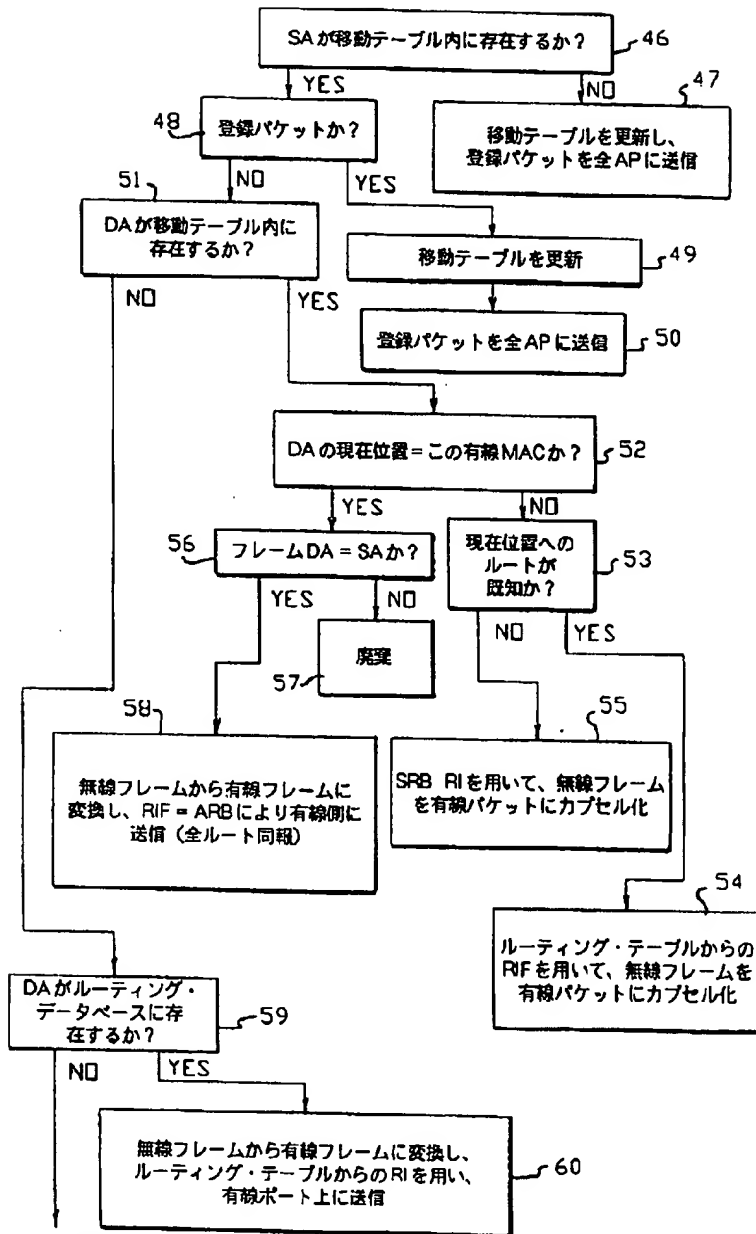 SAが移動テーブル内に存在するか?
46
YES
NO
48
登録パケットか?
47
移動テーブルを更新し、
登録パケットを全APに送信
51
NO
YES
DAが移動テーブル内に
存在するか?
移動テーブルを更新
49
NO
YES
登録パケットを全APに送信
50
DAの現在位置=この有線MACか?
52
YES
NO
56
フレームDA=SAか?
現在位置への
ルートが
既知か?
53
YES
NO
NO
YES
廃棄
57
58
無線フレームから有線フレームに
変換し、RIF=ARBにより有線側に
送信(全ルート同報)
55
SRB RIを用いて、無線フレーム
を有線パケットにカプセル化
54
ルーティング・テーブルからの
RIFを用いて、無線フレームを
有線パケットにカプセル化
DAがルーティング・
データベースに存
在するか?
59
NO
YES
無線フレームから有線フレームに変換し、
ルーティング・テーブルからのRIを用い、
有線ポート上に送信
60